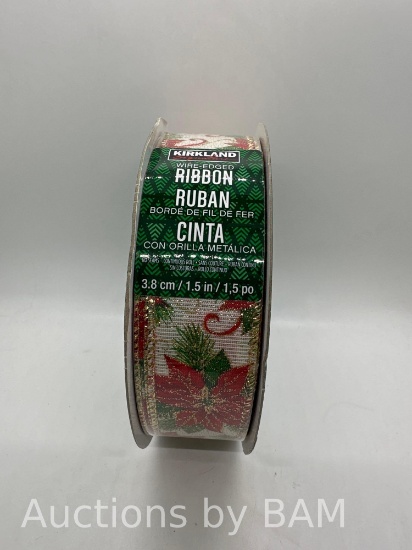 KIRKLAND
WIRE-EDGED
RIBBON
RUBAN
BORDE DE FIL DE FER
CINTA
CON ORILLA METÁLICA
3.8 cm / 1.5 in / 1,5 po
Auctions by BAM